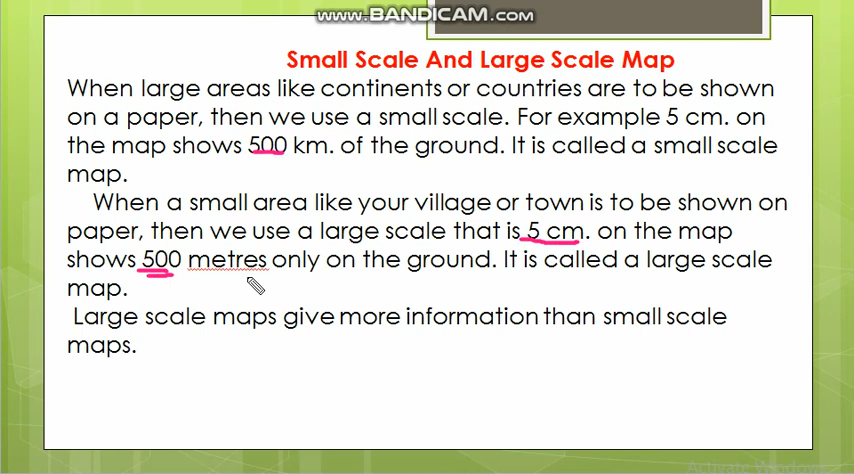 www.BANDICAM.com
Small Scale And Large Scale Map
When large areas like continents or countries are to be shown
on a paper, then we use a small scale. For example 5 cm. on
the map shows 500 km. of the ground. It is called a small scale
map.
When a small area like your village or town is to be shown on
paper, then we use a large scale that is 5 cm. on the map
shows 500 metres only on the ground. It is called a large scale
map.
Large scale maps give more information than small scale
maps.
Activate Windows